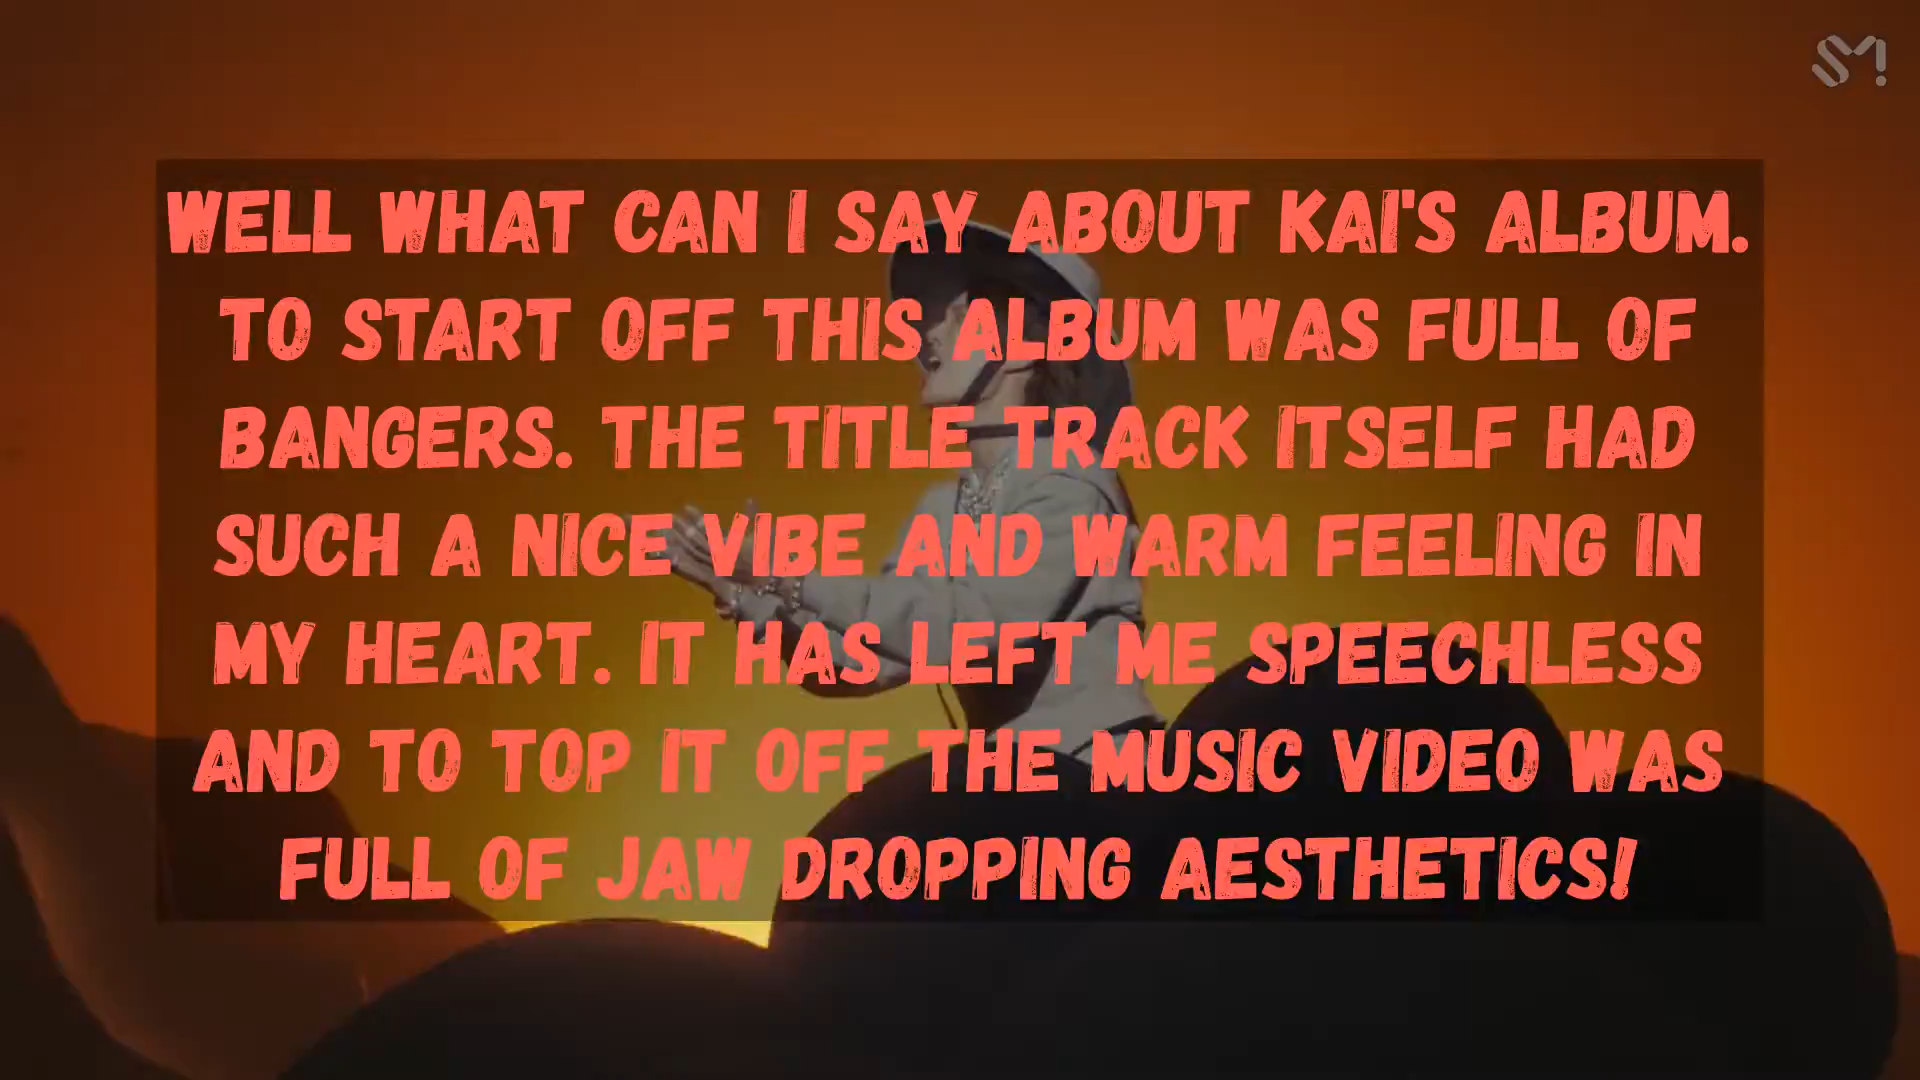 SM!
WELL WHAT CAN I SAY ABOUT KAI'S ALBUM.
TO START OFF THIS ALBUM WAS FULL OF
BANGERS. THE TITLE TRACK ITSELF HAD
SUCH A NICE VIBE AND WARM FEELING IN
MY HEART. IT HAS LEFT ME SPEECHLESS
AND TO TOP IT OFF THE MUSIC VIDEO WAS
FULL OF JAW DROPPING AESTHETICS!